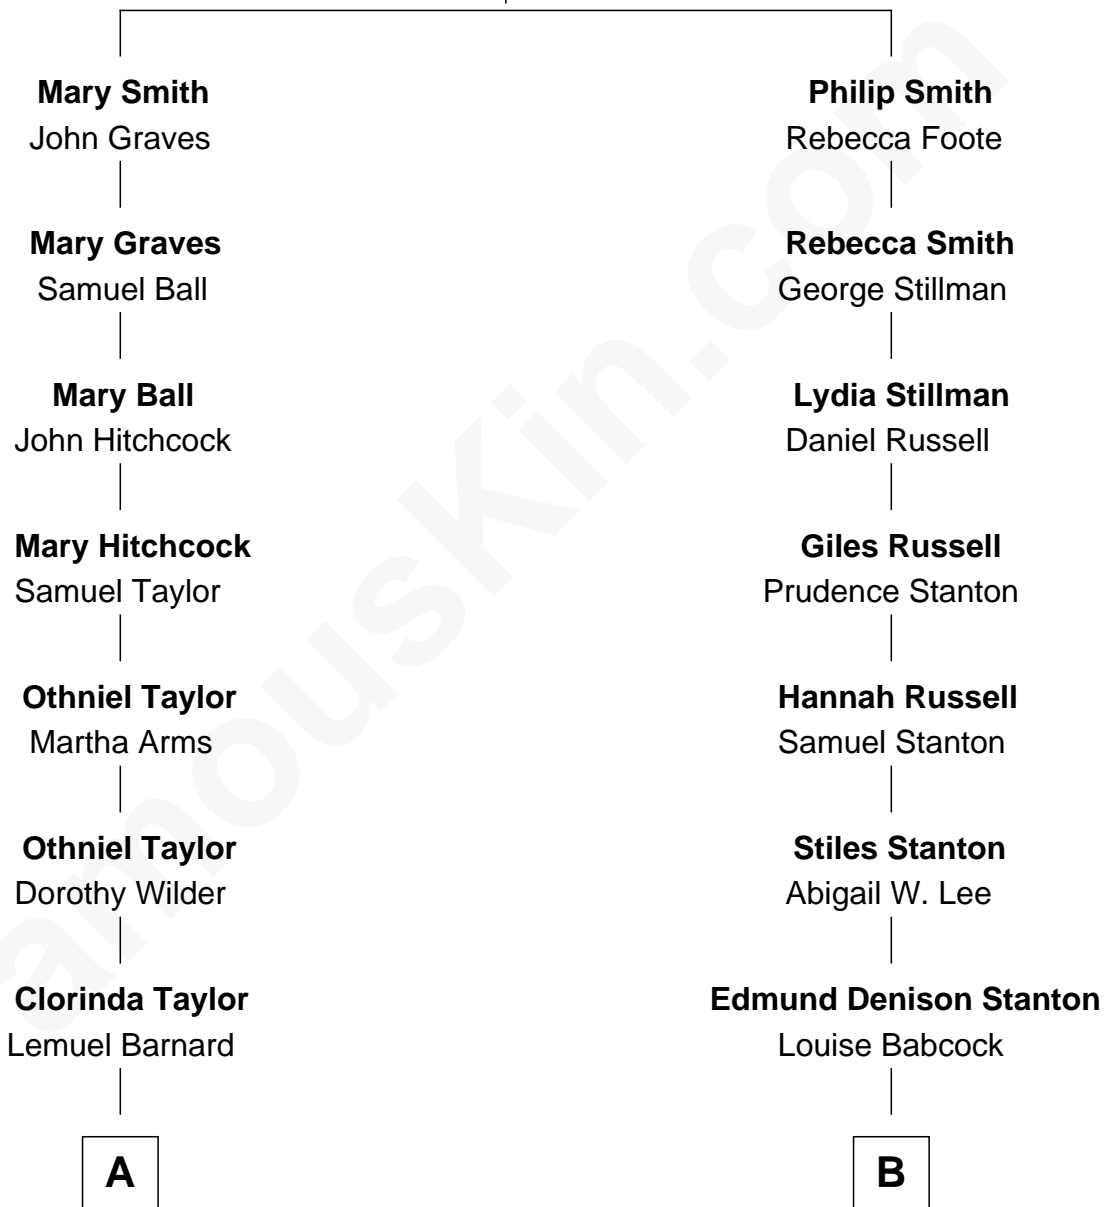 Mary Smith
John Graves
Mary Graves
Samuel Ball
Mary Ball
John Hitchcock
Mary Hitchcock
Samuel Taylor
Othniel Taylor
Martha Arms
Othniel Taylor
Dorothy Wilder
Clorinda Taylor
Lemuel Barnard
A
Philip Smith
Rebecca Foote
Rebecca Smith
George Stillman
Lydia Stillman
Daniel Russell
Giles Russell
Prudence Stanton
Hannah Russell
Samuel Stanton
Stiles Stanton
Abigail W. Lee
Edmund Denison Stanton
Louise Babcock
B
amousKin.com